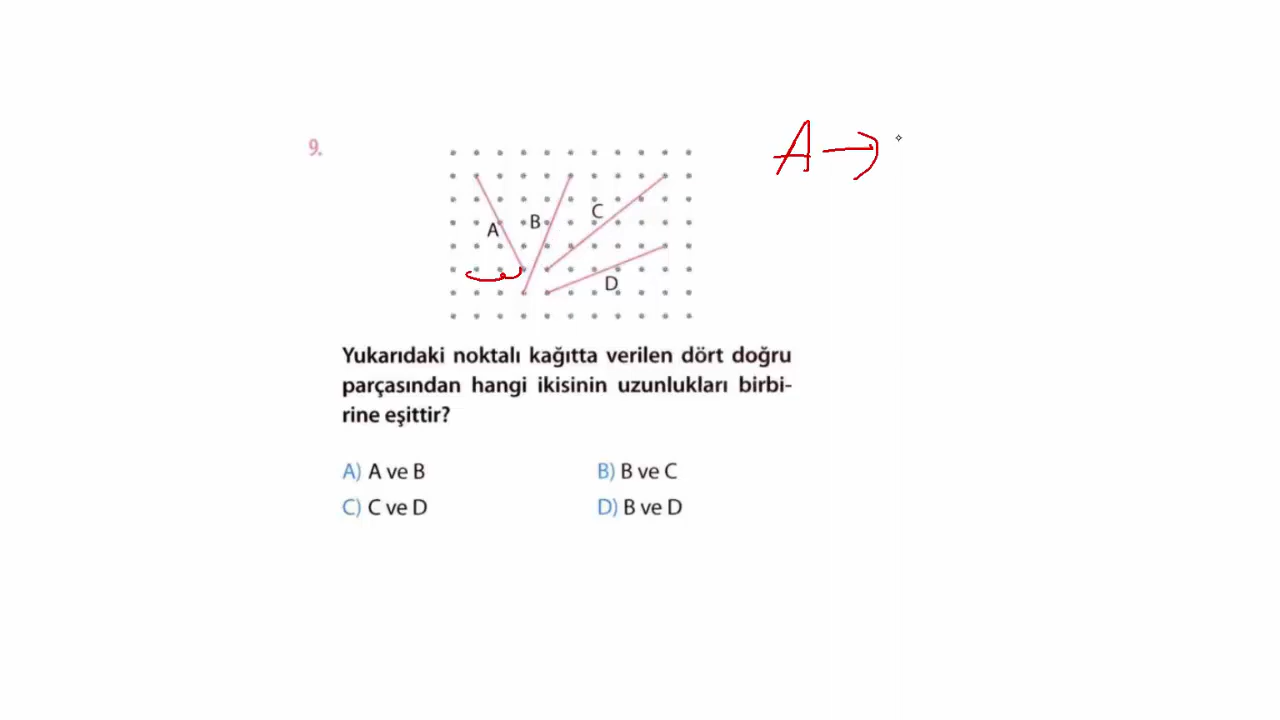 9.
A →
A
B
C
D
Yukarıdaki noktalı kağıtta verilen dört doğru
parçasından hangi ikisinin uzunlukları birbi-
rine eşittir?
A) A ve B
B) B ve C
C) C ve D
D) B ve D